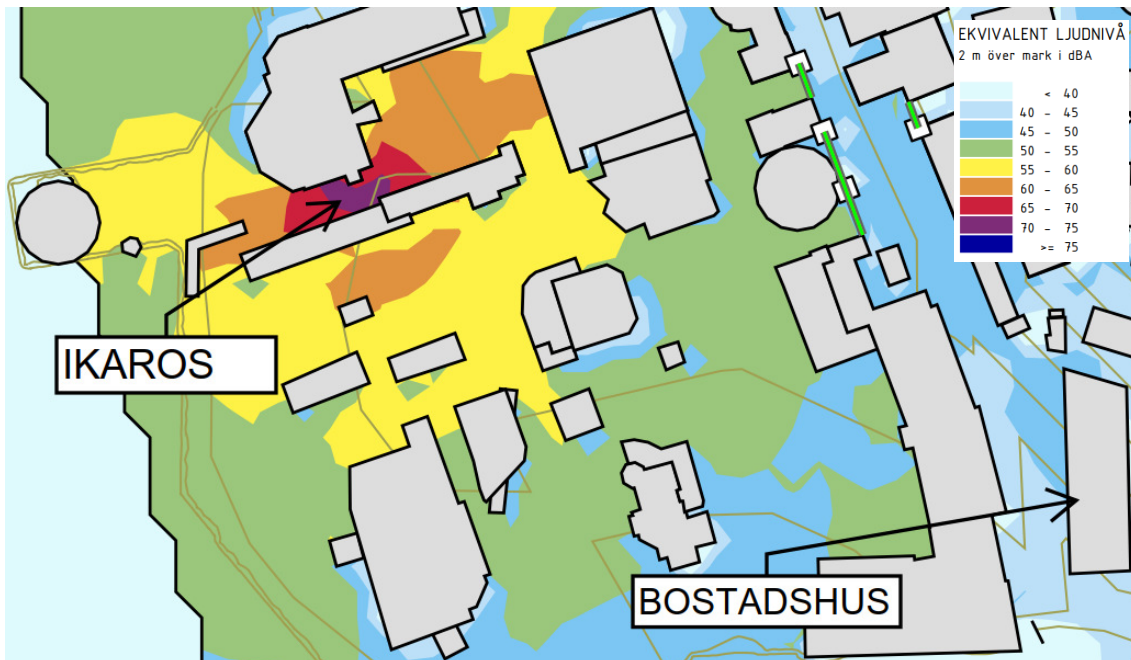 EKVIVALENT LJUDNIVÅ
2 m över mark i dBA
< 40
40 - 45
45 - 50
50 - 55
55 - 60
60 - 65
65 - 70
70 - 75
>= 75
IKAROS
BOSTADSHUS